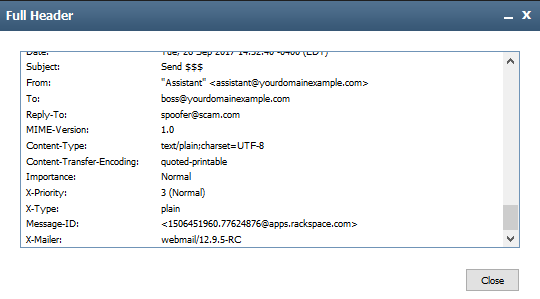 Full Header
Date: Tue, 26 Sep 2017 14:52:40 -0400 (EDT)
Subject: Send $$$
From: "Assistant" <assistant@yourdomainexample.com>
To: boss@yourdomainexample.com
Reply-To: spoofer@scam.com
MIME-Version: 1.0
Content-Type: text/plain;charset=UTF-8
Content-Transfer-Encoding: quoted-printable
Importance: Normal
X-Priority: 3 (Normal)
X-Type: plain
Message-ID: <1506451960.77624876@apps.rackspace.com>
X-Mailer: webmail/12.9.5-RC
Close